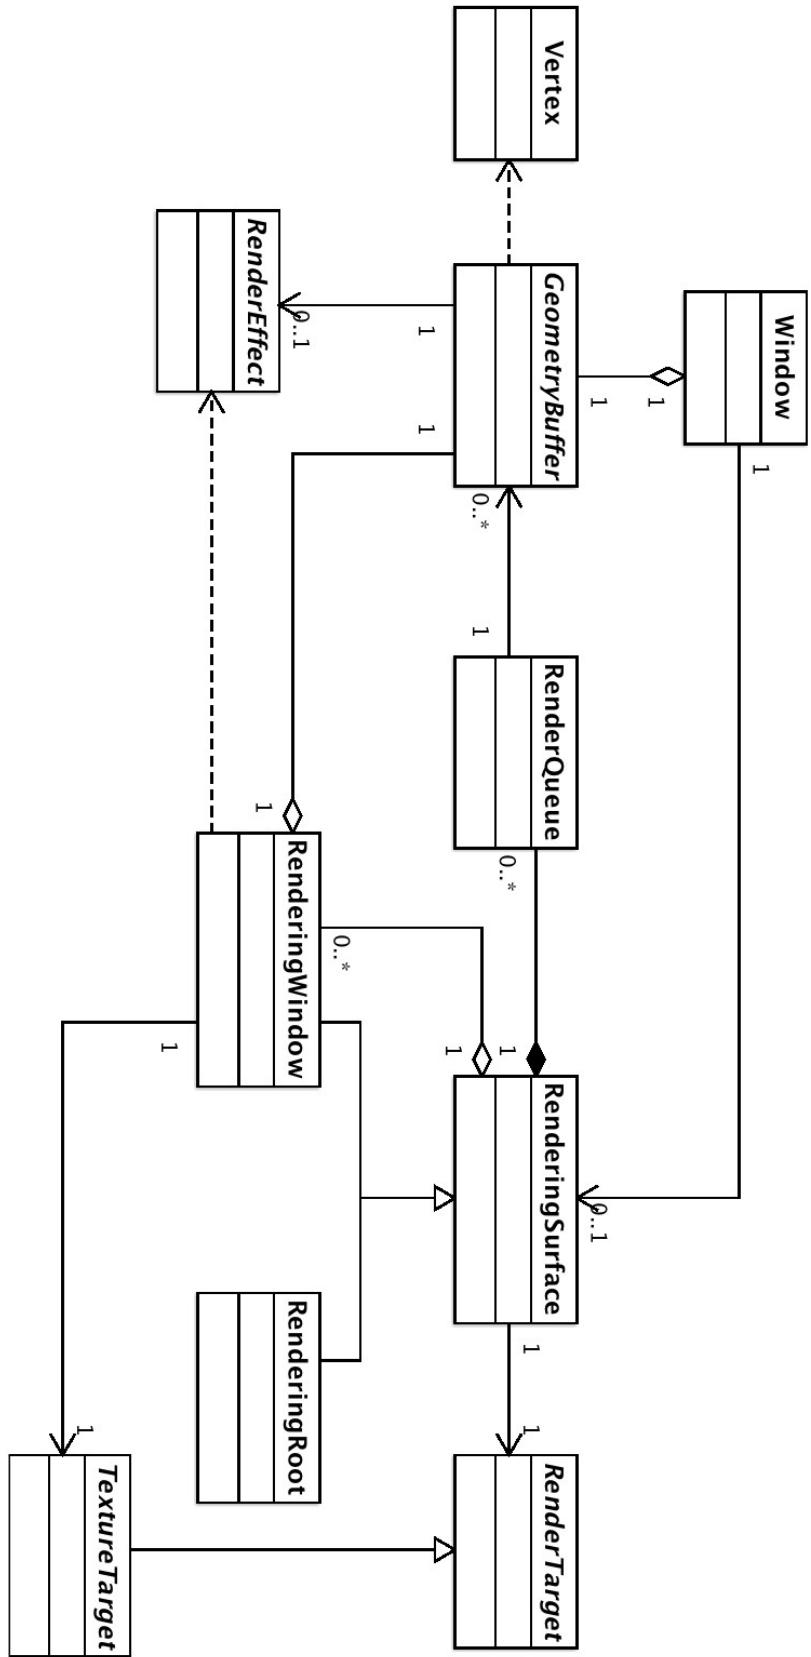 Window
1
1
1
Vertex
GeometryBuffer
0..*
1
RenderQueue
0..*
1
1
RenderingSurface
0..1
1
1
RenderTarget
RenderEffect
0..1
1
1
1
RenderingWindow
0..*
RenderingRoot
1
1
TextureTarget